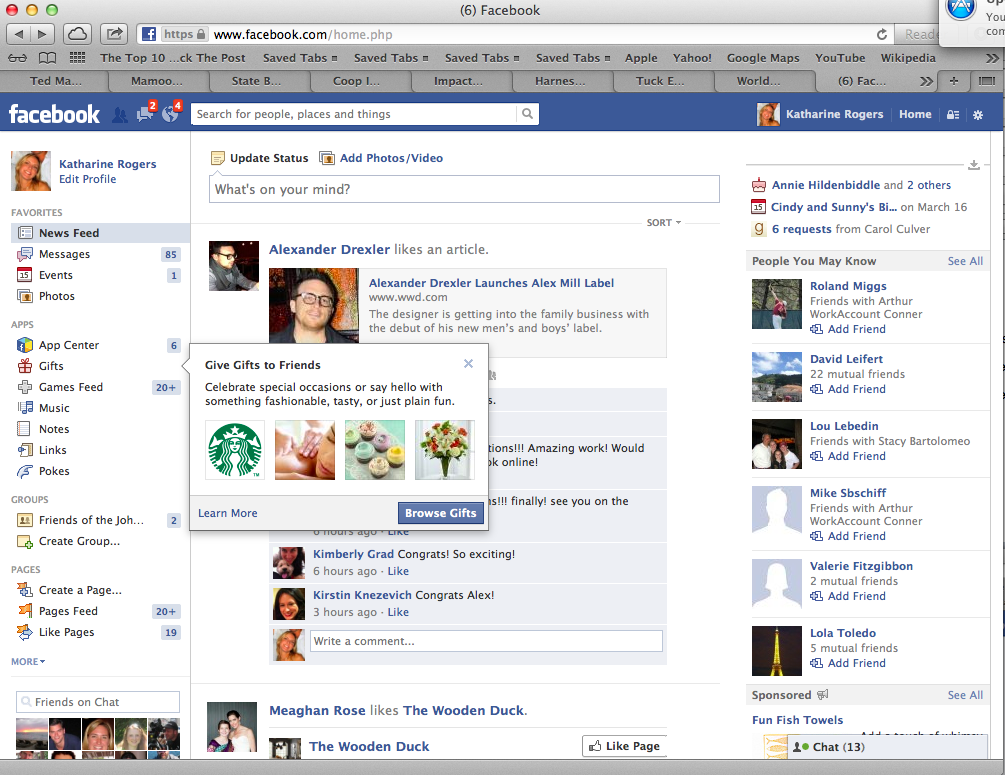 (6) Facebook
https www.facebook.com/home.php
Reade
The Top 10 ...ck The Post Saved Tabs Saved Tabs Saved Tabs Saved Tabs Apple Yahoo! Google Maps YouTube Wikipedia
Ted Ma... Mamoo... State B... Coop I... Impact... Harnes... Tuck E... World... (6) Fac...
You
com
facebook
2
4
Search for people, places and things
Katharine Rogers Home
Katharine Rogers
Edit Profile
FAVORITES
News Feed
Messages 85
Events 1
Photos
APPS
App Center 6
Gifts
Games Feed 20+
Music
Notes
Links
Pokes
GROUPS
Friends of the Joh... 2
Create Group...
PAGES
Create a Page...
Pages Feed 20+
Like Pages 19
MORE
Friends on Chat
Update Status Add Photos/Video
What's on your mind?
SORT
Alexander Drexler likes an article.
Alexander Drexler Launches Alex Mill Label
www.wwd.com
The designer is getting into the family business with
the debut of his new men's and boys' label.
Give Gifts to Friends
Celebrate special occasions or say hello with
something fashionable, tasty, or just plain fun.
Learn More
Browse Gifts
s.
tions!!! Amazing work! Would
ok online!
ns!!! finally! see you on the
6 hours ago · Like
Kimberly Grad Congrats! So exciting!
6 hours ago · Like
Kirstin Knezevich Congrats Alex!
3 hours ago · Like
Write a comment...
Meaghan Rose likes The Wooden Duck.
The Wooden Duck
Like Page
Annie Hildenbiddle and 2 others
15 Cindy and Sunny's Bi... on March 16
g 6 requests from Carol Culver
People You May Know See All
Roland Miggs
Friends with Arthur
WorkAccount Conner
Add Friend
David Leifert
22 mutual friends
Add Friend
Lou Lebedin
Friends with Stacy Bartolomeo
Add Friend
Mike Sbschiff
Friends with Arthur
WorkAccount Conner
Add Friend
Valerie Fitzgibbon
2 mutual friends
Add Friend
Lola Toledo
5 mutual friends
Add Friend
Sponsored See All
Fun Fish Towels
Add a touch of whimsy
Chat (13)